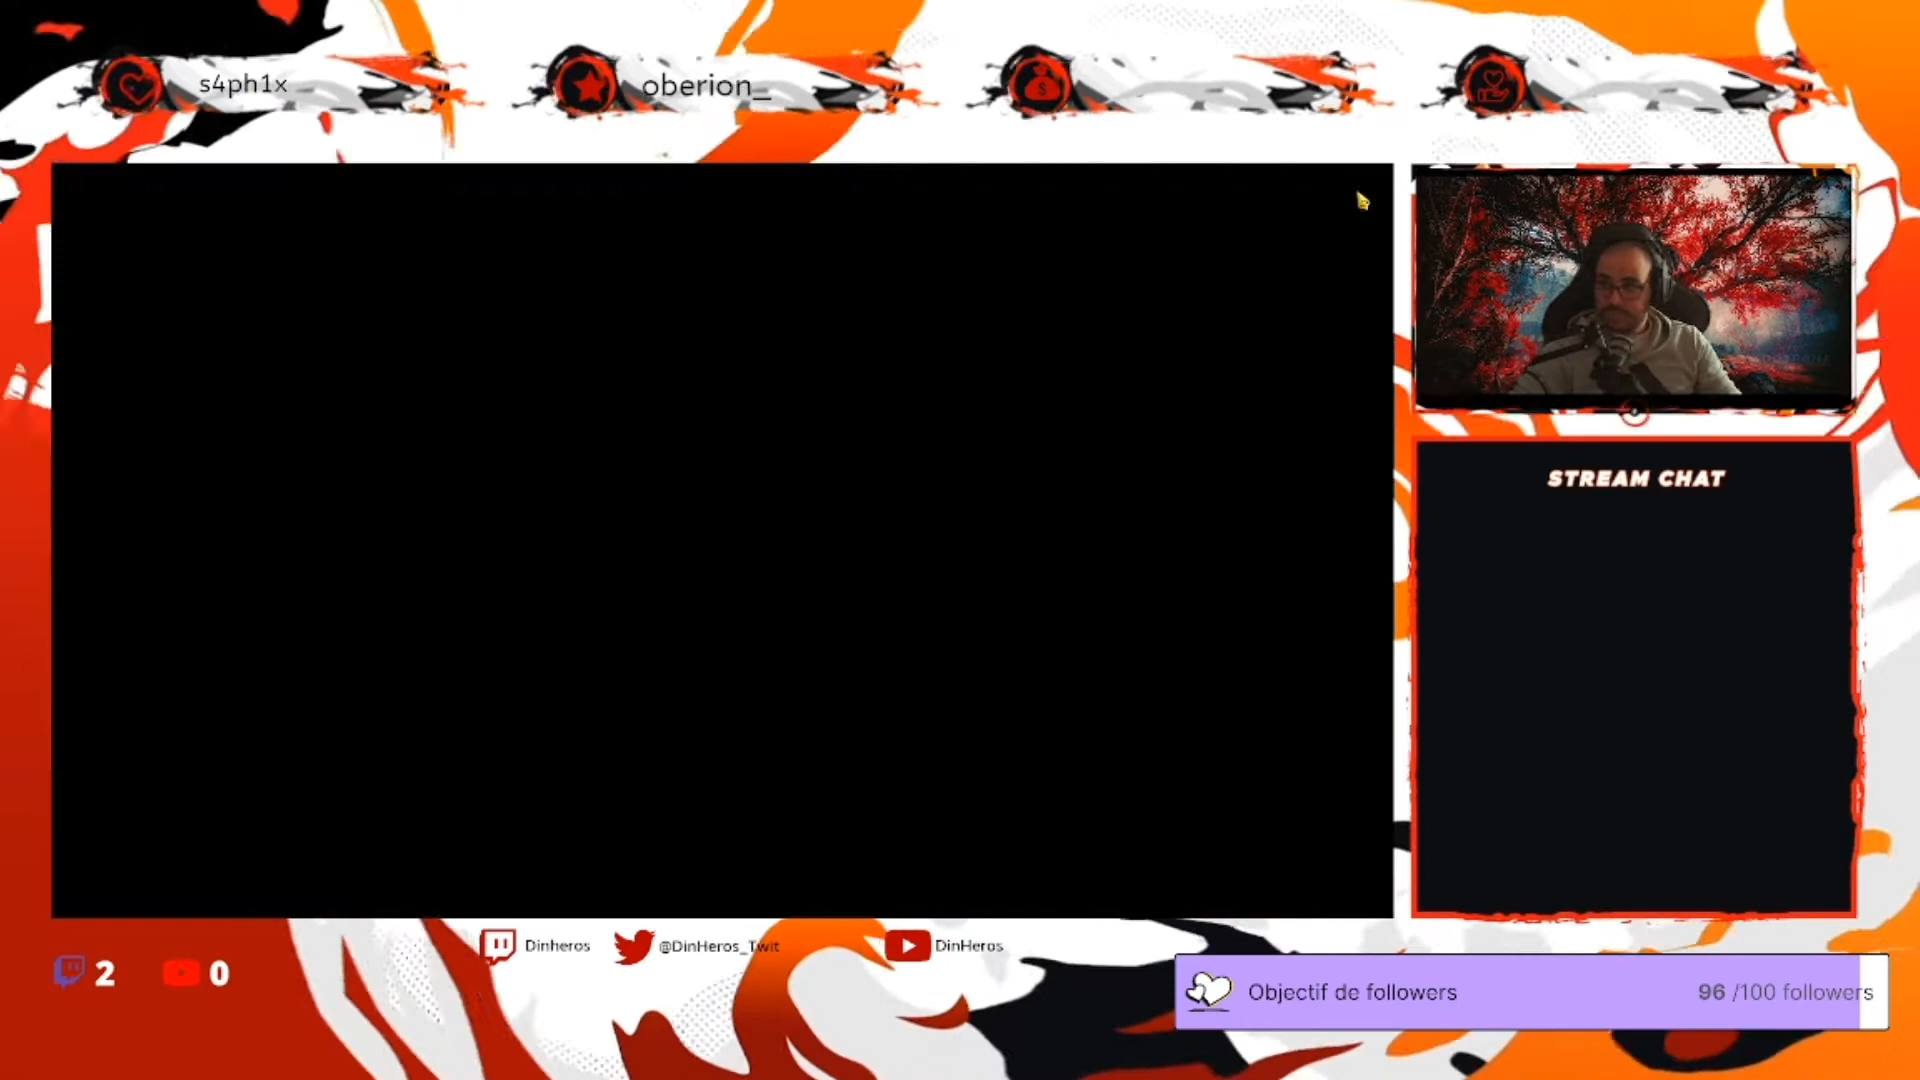 s4ph1x
oberion_
STREAM CHAT
Dinheros
@DinHeros_Twit
DinHeros
2
0
Objectif de followers
96 /100 followers